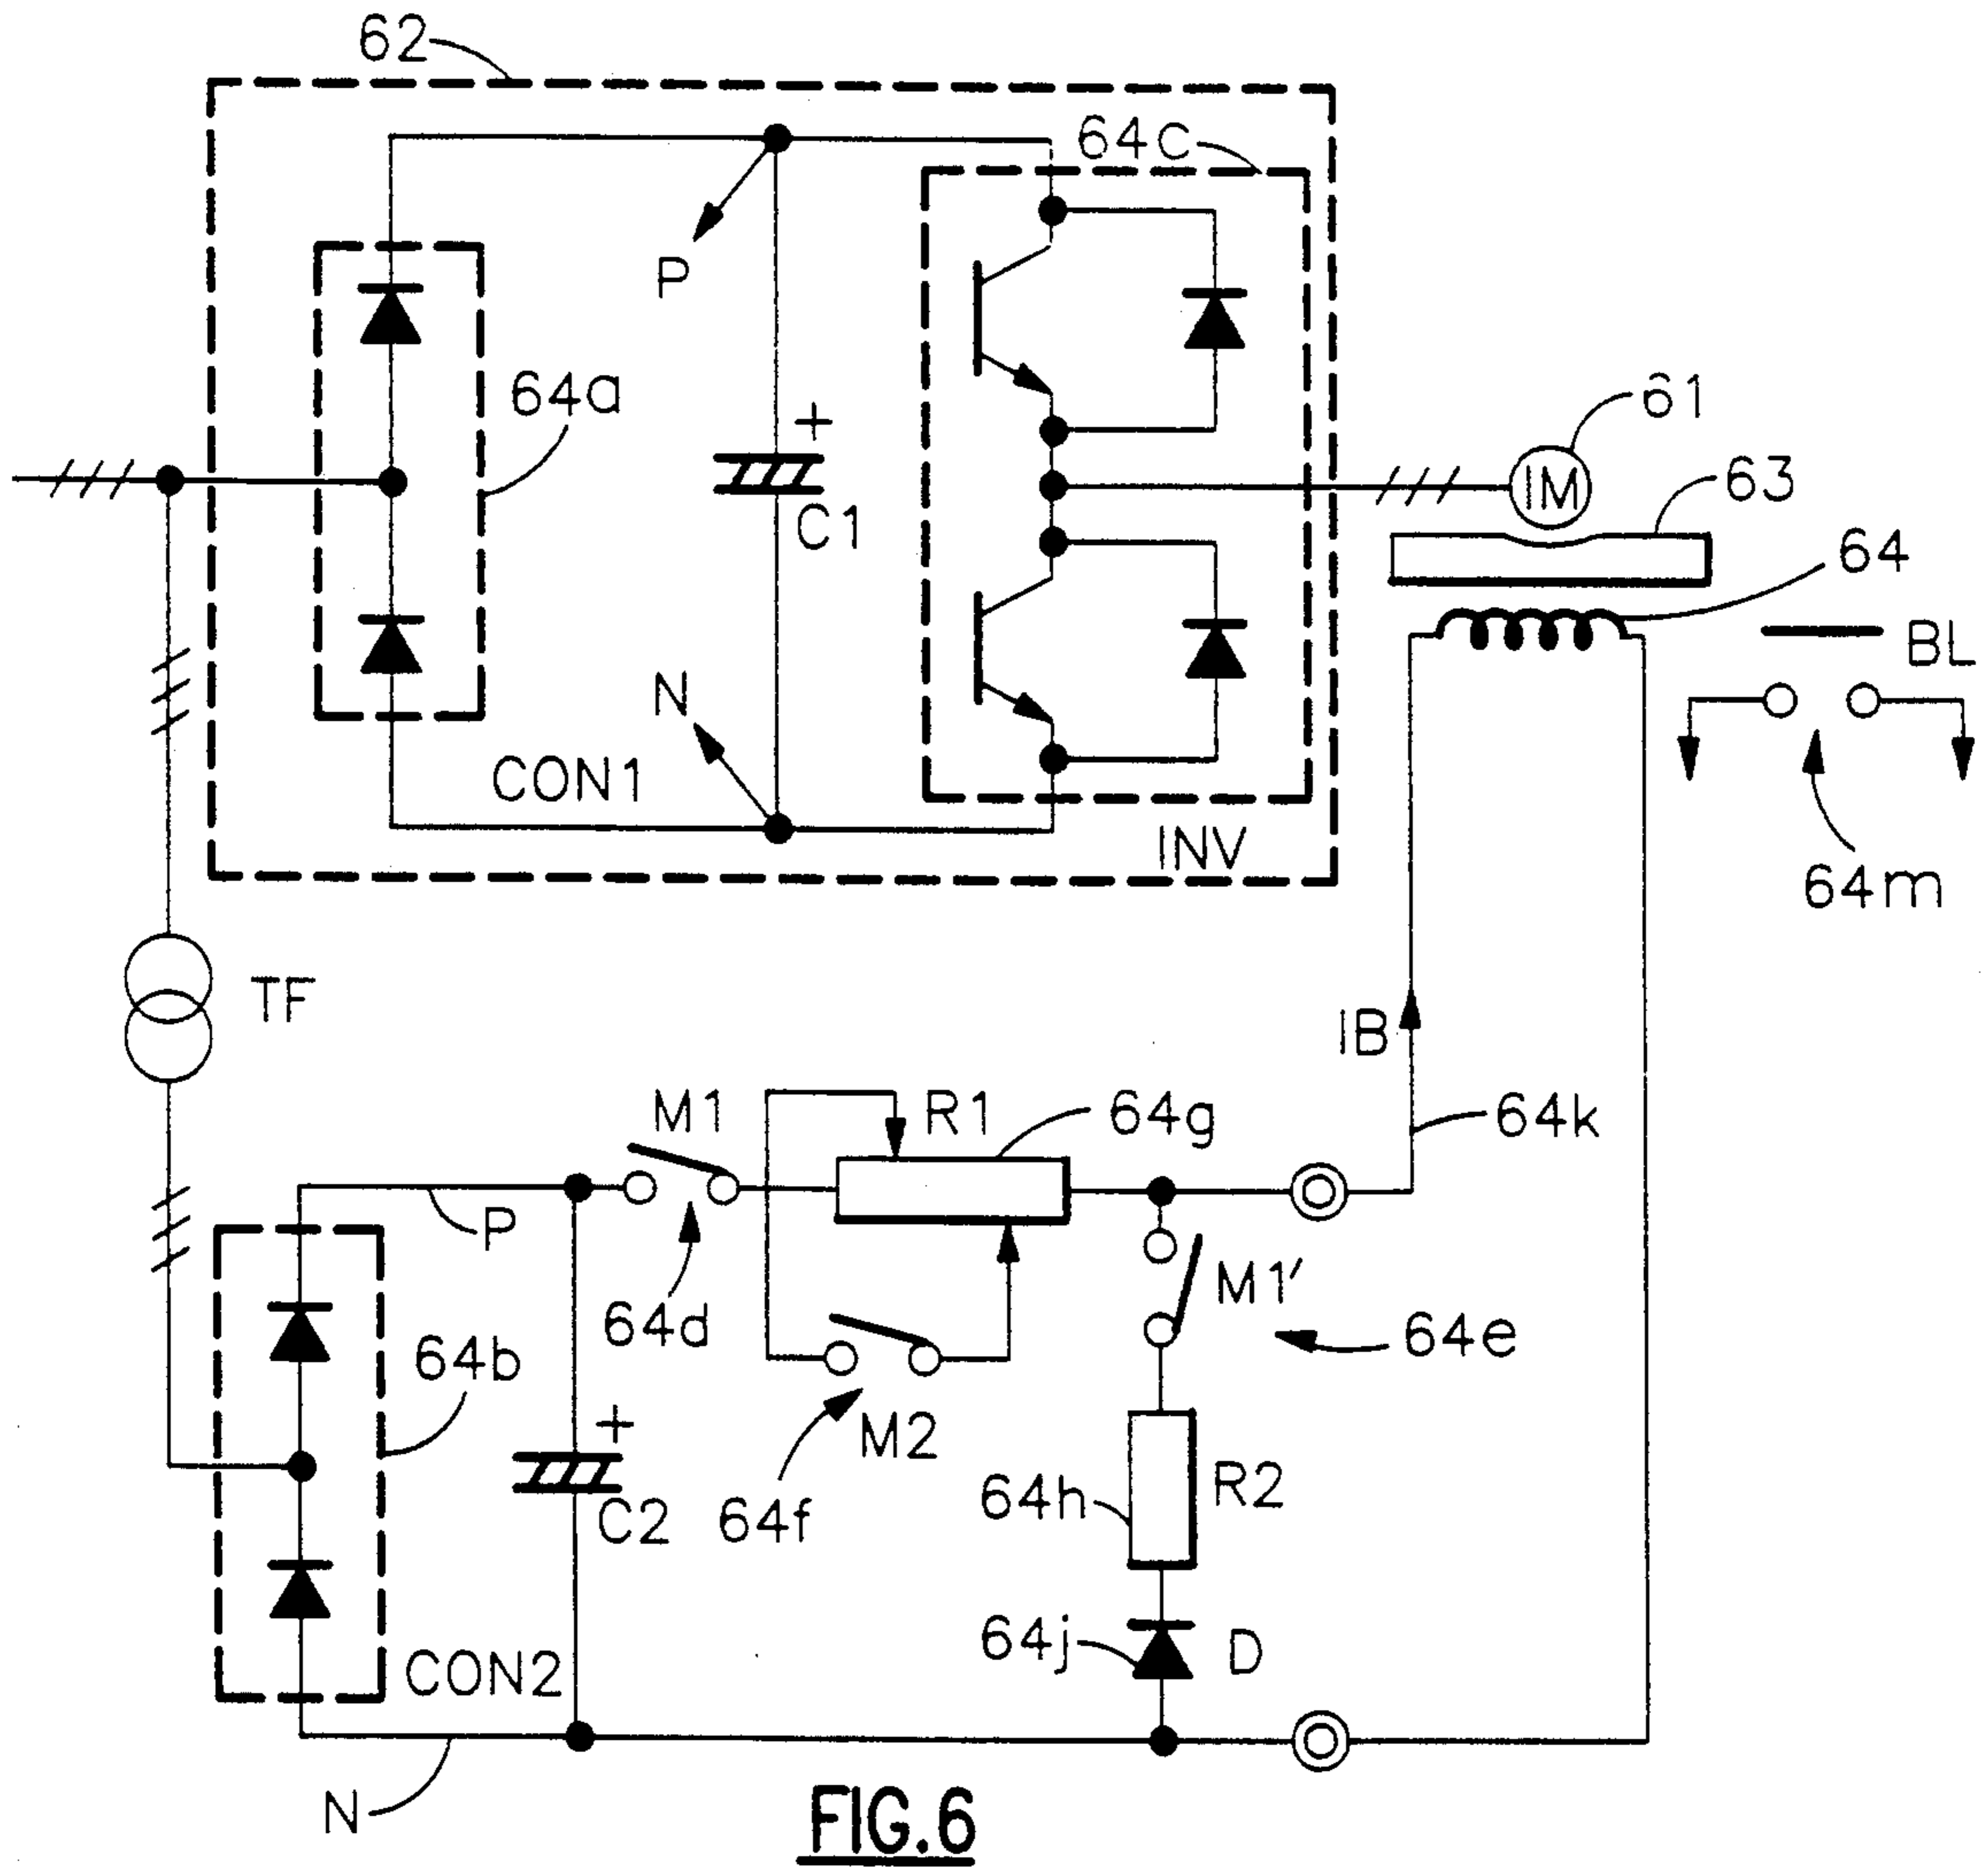 62
64C
P
64a
+
C1
61
IM
63
64
BL
N
CON1
INV
64m
TF
IB
M1
R1
64g
64k
P
64d
M1′
64e
64b
+
M2
C2
64f
64h
R2
64j
D
CON2
N
FIG.6